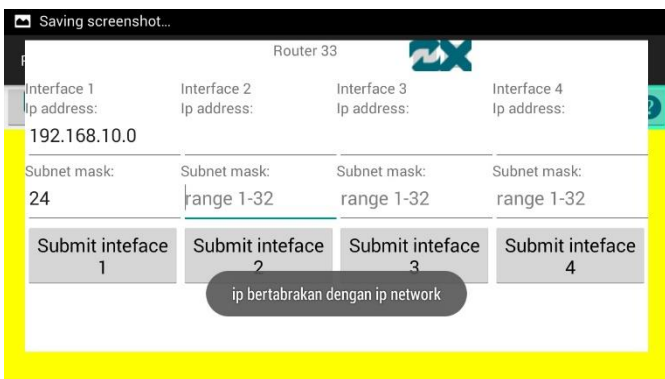 Saving screenshot...
Router 33
Interface 1 Interface 2 Interface 3 Interface 4
Ip address: Ip address: Ip address: Ip address:
192.168.10.0
Subnet mask: Subnet mask: Subnet mask: Subnet mask:
24 range 1-32 range 1-32 range 1-32
Submit inteface Submit inteface Submit inteface Submit inteface
1 2 3 4
ip bertabrakan dengan ip network
?